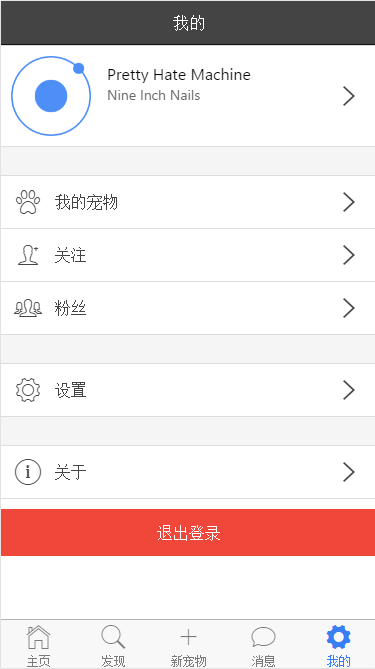 我的
Pretty Hate Machine
Nine Inch Nails
我的宠物
关注
粉丝
设置
关于
退出登录
主页
发现
新宠物
消息
我的